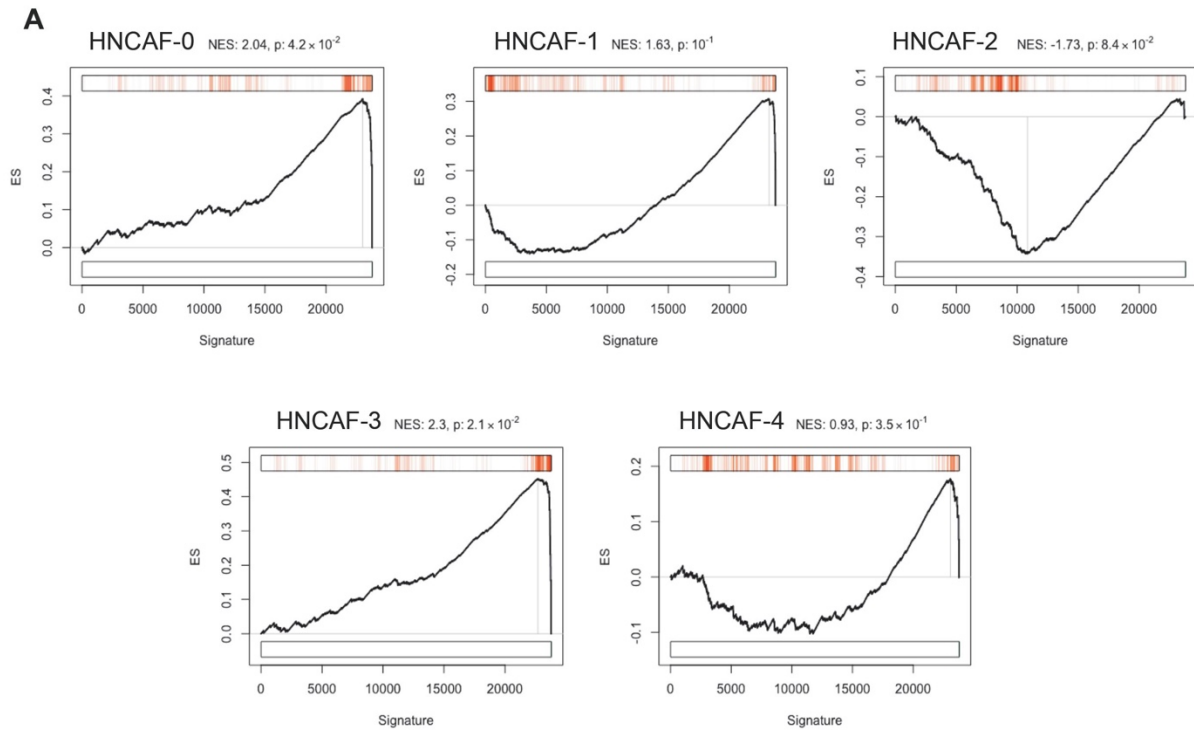 A
HNCAF-0 NES: 2.04, p: 4.2 × 10⁻²
ES
0.4
0.3
0.2
0.1
0.0
0 5000 10000 15000 20000
Signature
HNCAF-1 NES: 1.63, p: 10⁻¹
ES
0.3
0.2
0.1
0.0
-0.1
-0.2
0 5000 10000 15000 20000
Signature
HNCAF-2 NES: -1.73, p: 8.4 × 10⁻²
ES
0.1
0.0
-0.1
-0.2
-0.3
-0.4
0 5000 10000 15000 20000
Signature
HNCAF-3 NES: 2.3, p: 2.1 × 10⁻²
ES
0.5
0.4
0.3
0.2
0.1
0.0
0 5000 10000 15000 20000
Signature
HNCAF-4 NES: 0.93, p: 3.5 × 10⁻¹
ES
0.2
0.1
0.0
-0.1
0 5000 10000 15000 20000
Signature